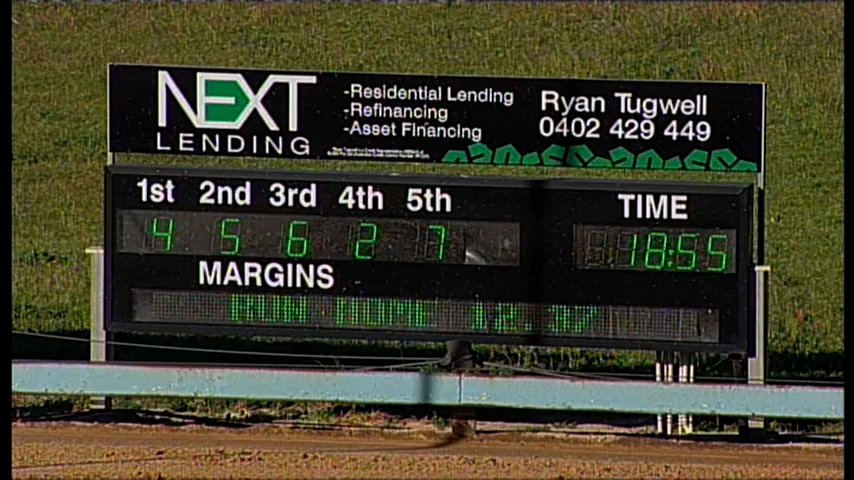 NEXT
LENDING
-Residential Lending
-Refinancing
-Asset Financing
Ryan Tugwell
0402 429 449
1st 2nd 3rd 4th 5th
4 5 6 2 7
TIME
18:55
MARGINS
RUN HOME 12.37